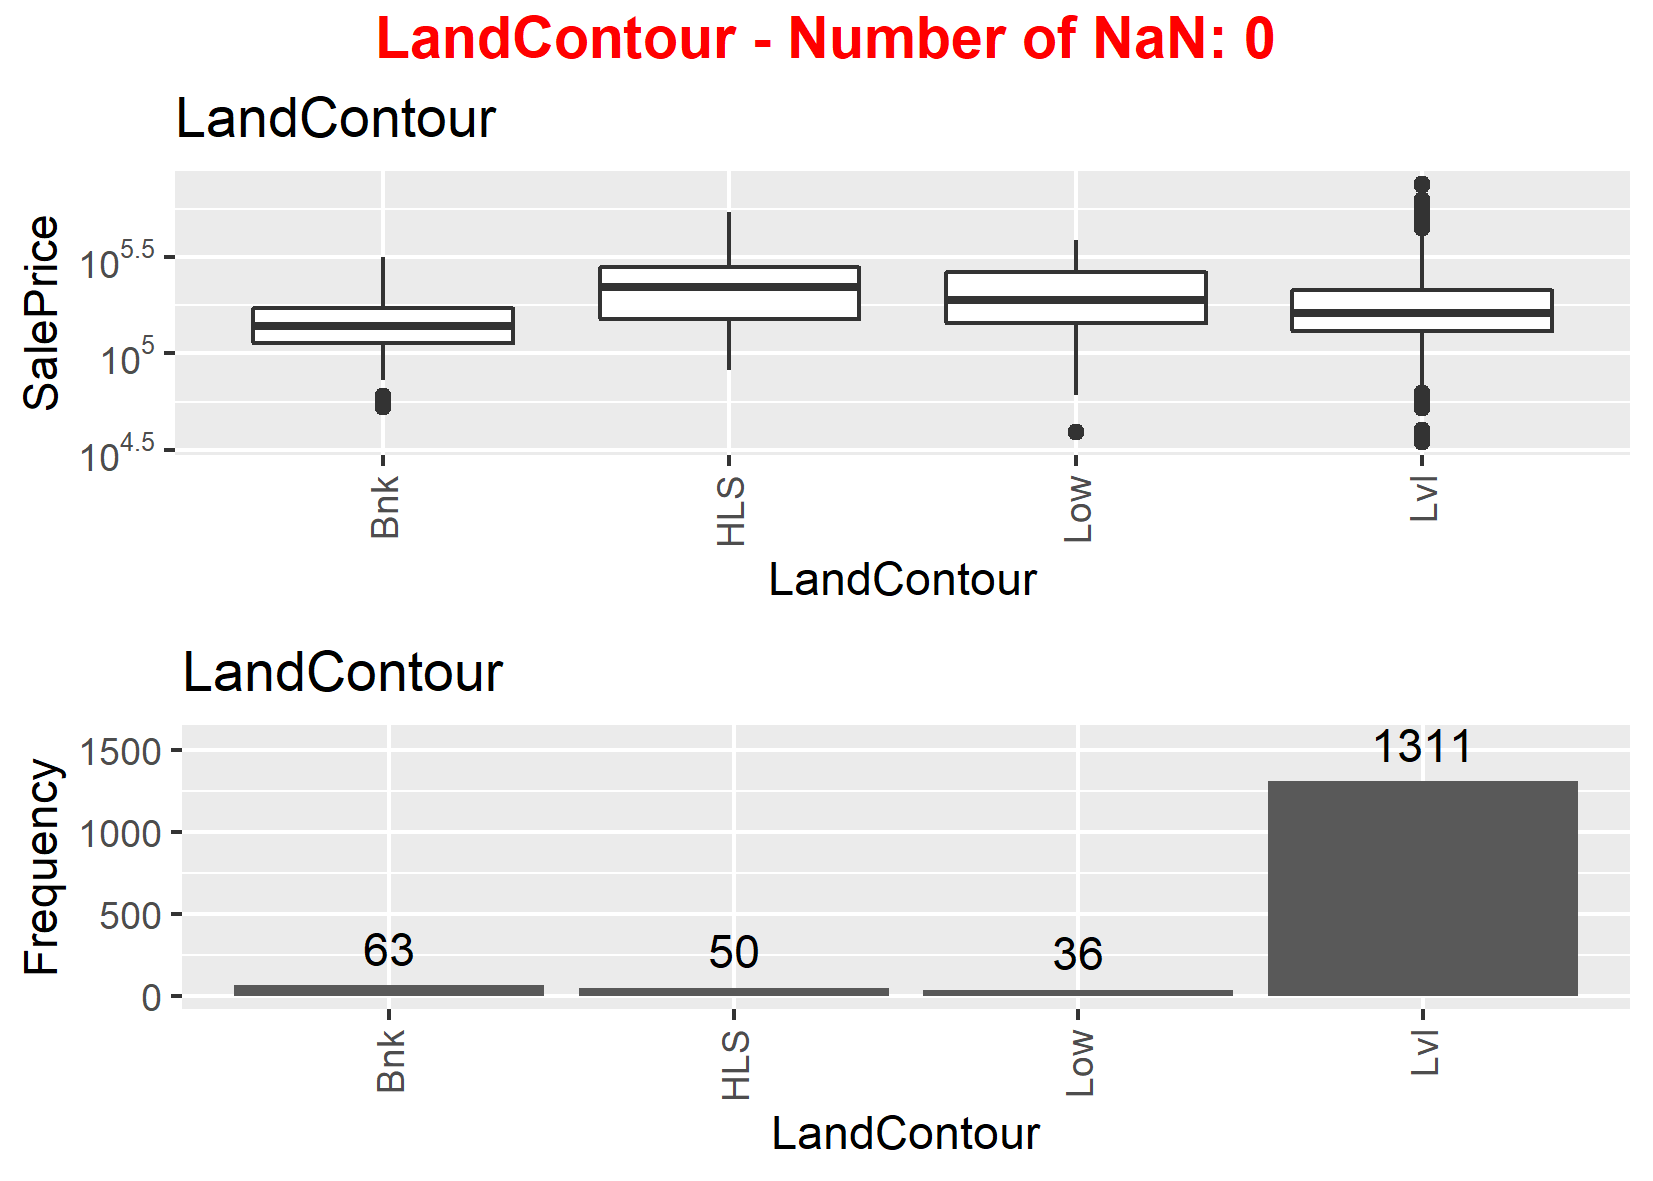 LandContour - Number of NaN: 0
LandContour
SalePrice
10^5.5
10^5
10^4.5
Bnk HLS Low Lvl
LandContour
LandContour
Frequency
1500
1000
500
0
63 50 36 1311
Bnk HLS Low Lvl
LandContour